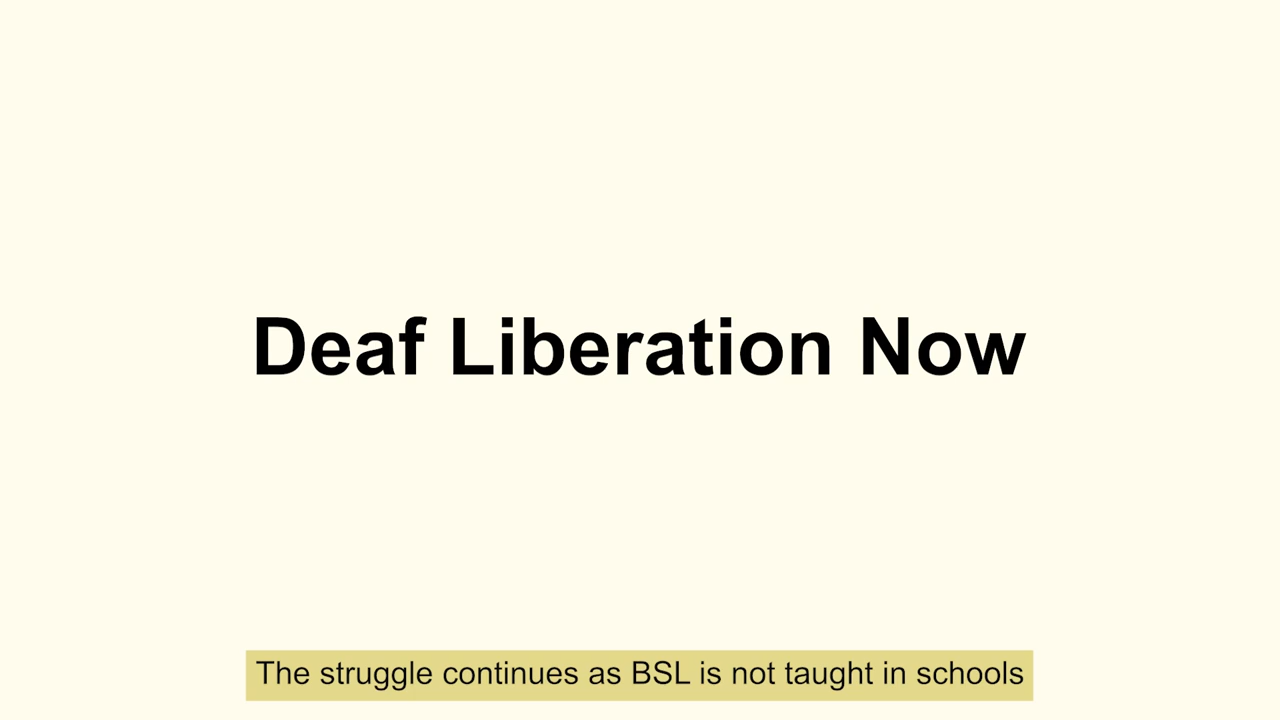 Deaf Liberation Now
The struggle continues as BSL is not taught in schools